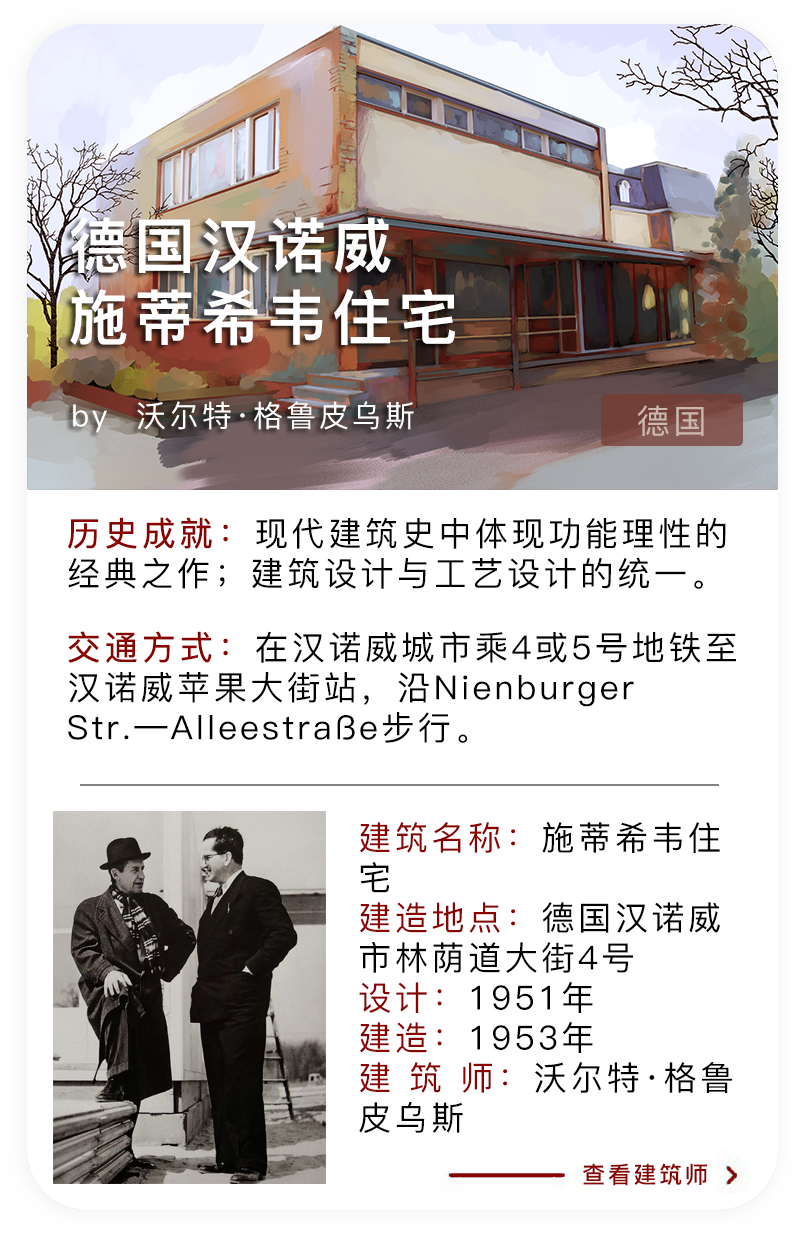 德国汉诺威
施蒂希韦住宅
by 沃尔特·格鲁皮乌斯
德国
历史成就：现代建筑史中体现功能理性的
经典之作；建筑设计与工艺设计的统一。
交通方式：在汉诺威城市乘4或5号地铁至
汉诺威苹果大街站，沿Nienburger
Str.—Alleestraße步行。
建筑名称：施蒂希韦住
宅
建造地点：德国汉诺威
市林荫道大街4号
设计：1951年
建造：1953年
建 筑 师：沃尔特·格鲁
皮乌斯
查看建筑师